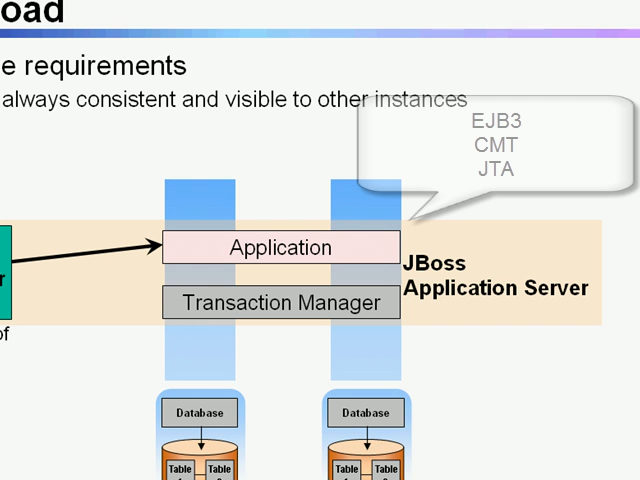 oad
e requirements
always consistent and visible to other instances
EJB3
CMT
JTA
Application
JBoss
Application Server
r
Transaction Manager
of
Database
Database
Table
Table
Table
Table